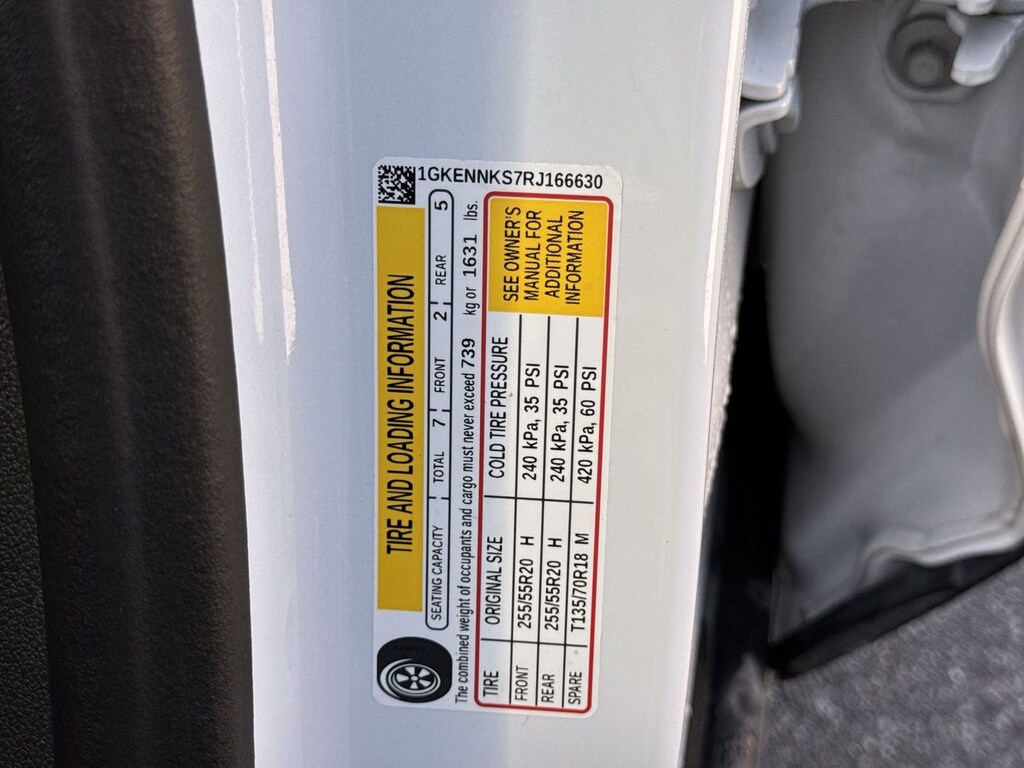 1GKENNKS7RJ166630
TIRE AND LOADING INFORMATION
SEATING CAPACITY TOTAL 7 FRONT 2 REAR 5
The combined weight of occupants and cargo must never exceed 739 kg or 1631 lbs.
TIRE ORIGINAL SIZE COLD TIRE PRESSURE
FRONT 255/55R20 H 240 kPa, 35 PSI
REAR 255/55R20 H 240 kPa, 35 PSI
SPARE T135/70R18 M 420 kPa, 60 PSI
SEE OWNER'S
MANUAL FOR
ADDITIONAL
INFORMATION